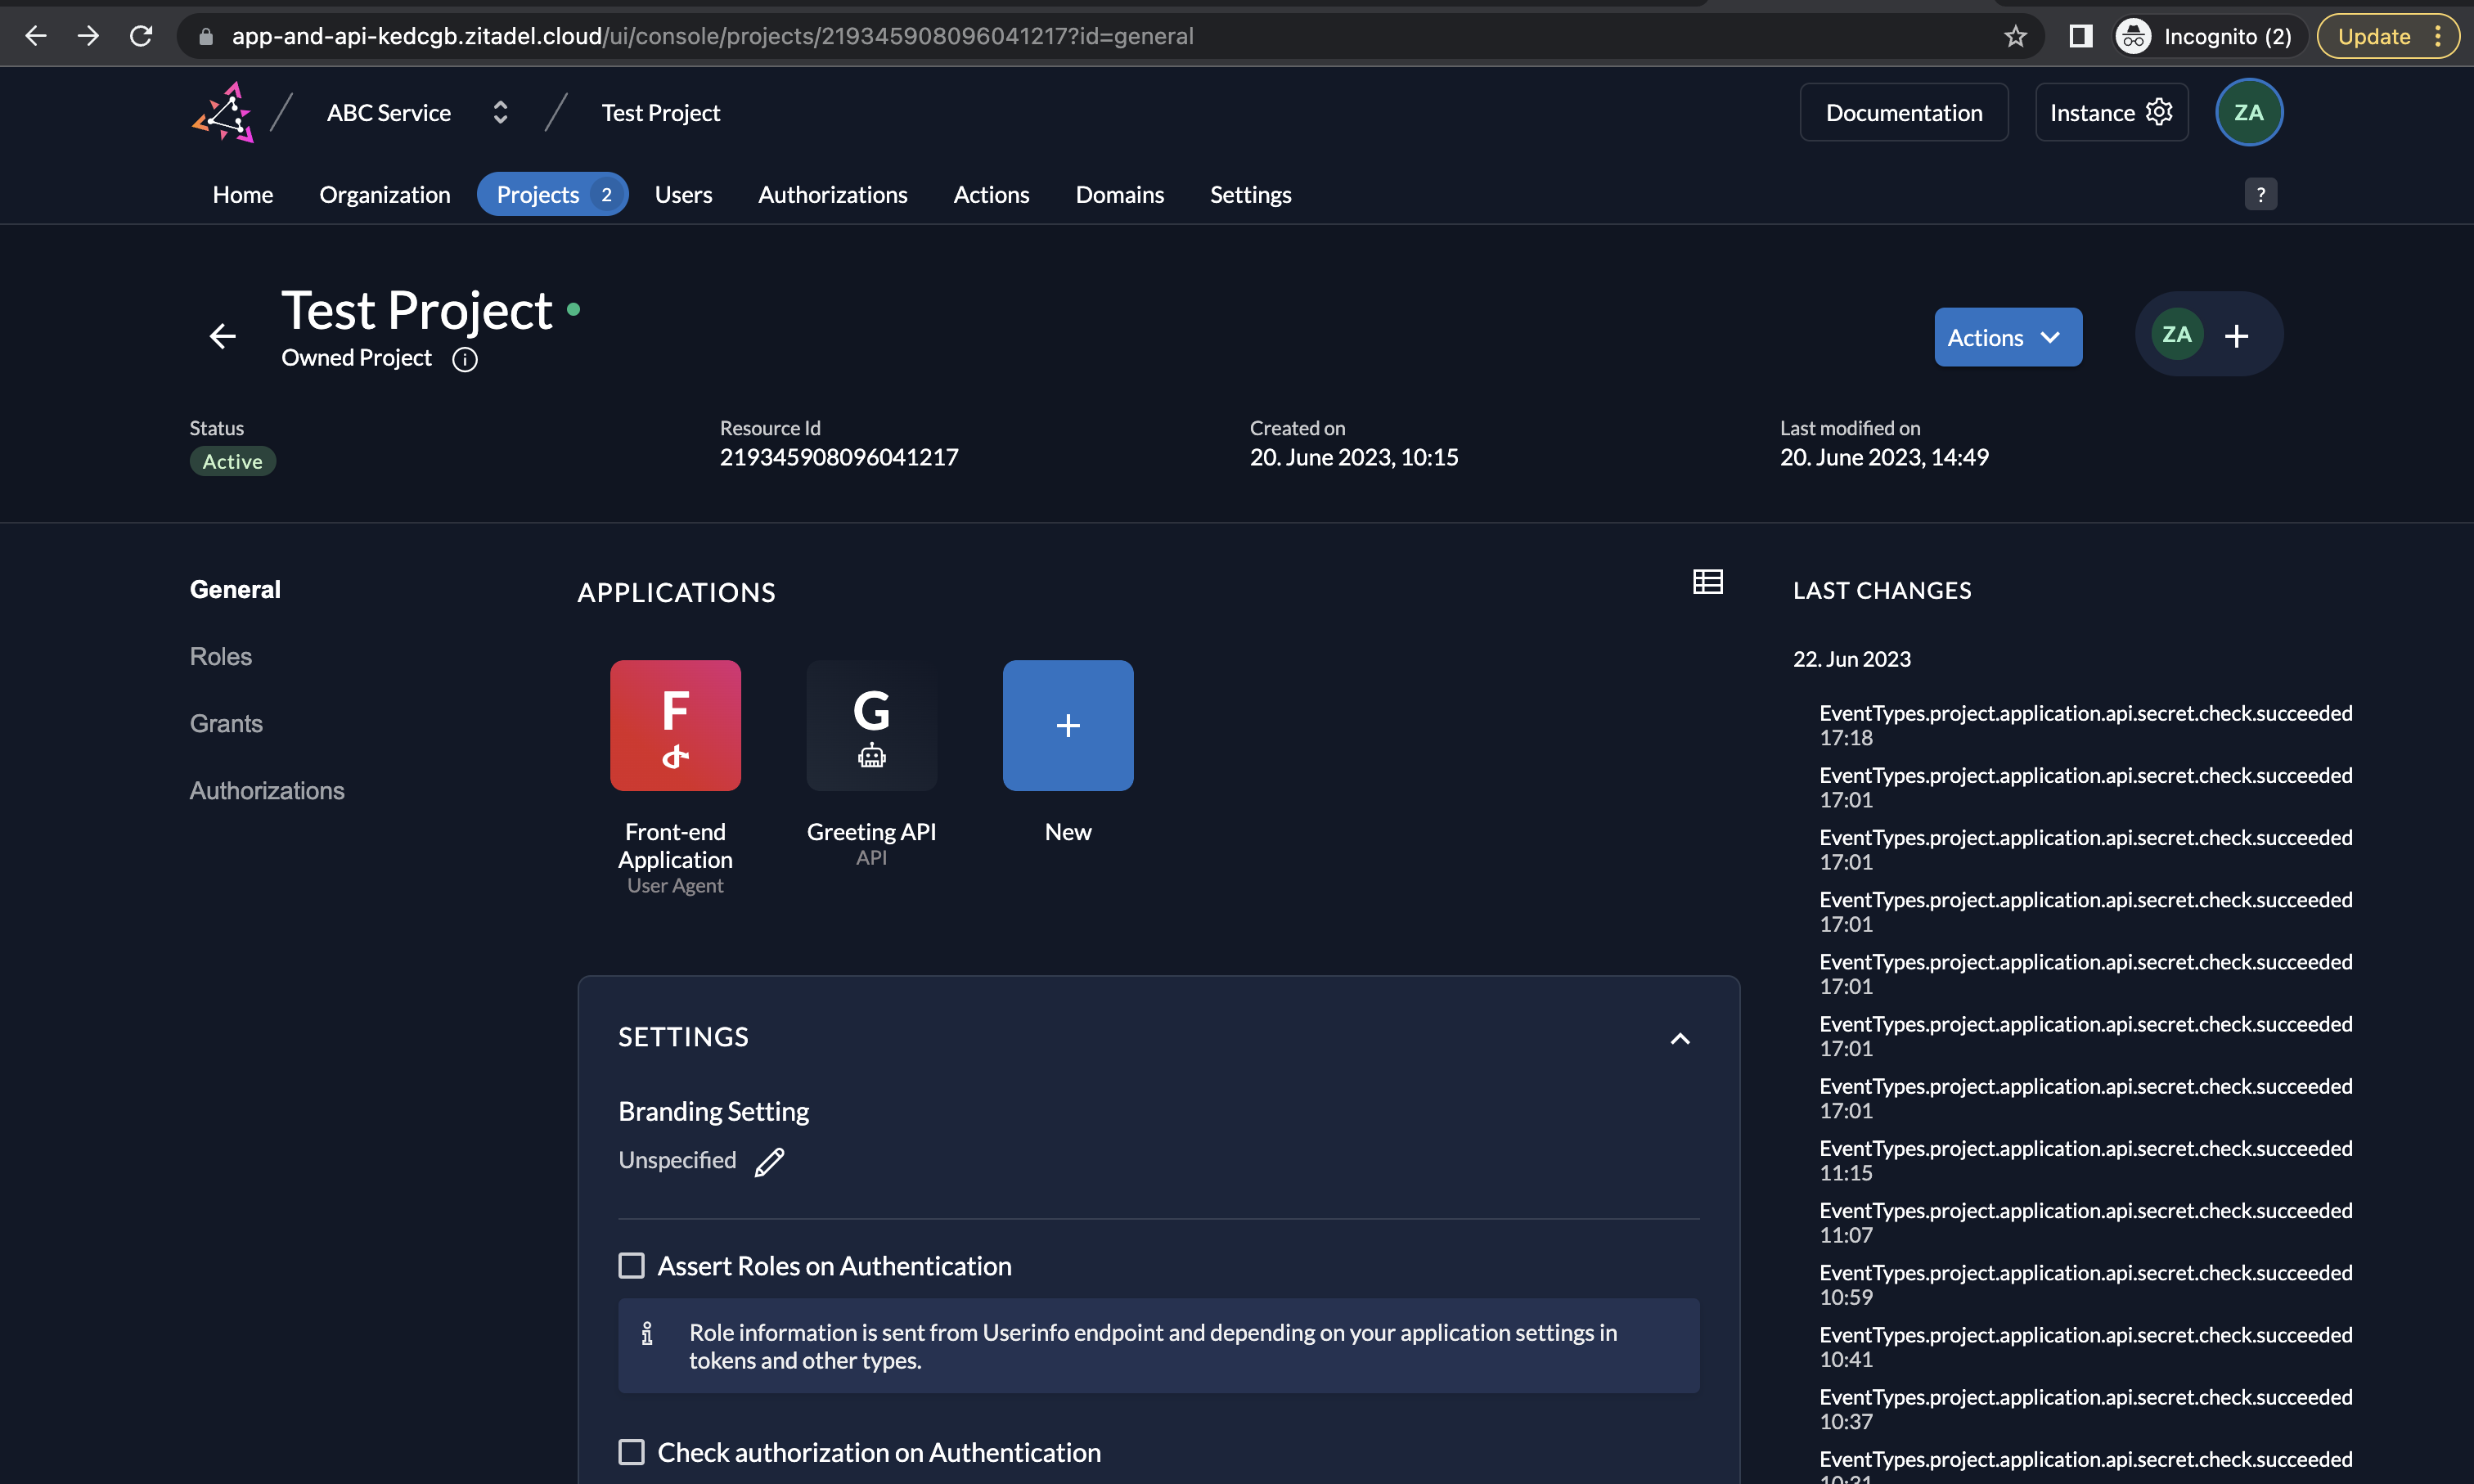 app-and-api-kedcgb.zitadel.cloud/ui/console/projects/219345908096041217?id=general
Incognito (2)
Update
ABC Service
Test Project
Documentation
Instance
ZA
Home
Organization
Projects 2
Users
Authorizations
Actions
Domains
Settings
?
Test Project
Owned Project
Actions
ZA
Status
Active
Resource Id
219345908096041217
Created on
20. June 2023, 10:15
Last modified on
20. June 2023, 14:49
General
Roles
Grants
Authorizations
APPLICATIONS
F
Front-end
Application
User Agent
G
Greeting API
API
New
SETTINGS
Branding Setting
Unspecified
Assert Roles on Authentication
Role information is sent from Userinfo endpoint and depending on your application settings in
tokens and other types.
Check authorization on Authentication
LAST CHANGES
22. Jun 2023
EventTypes.project.application.api.secret.check.succeeded
17:18
EventTypes.project.application.api.secret.check.succeeded
17:01
EventTypes.project.application.api.secret.check.succeeded
17:01
EventTypes.project.application.api.secret.check.succeeded
17:01
EventTypes.project.application.api.secret.check.succeeded
17:01
EventTypes.project.application.api.secret.check.succeeded
17:01
EventTypes.project.application.api.secret.check.succeeded
17:01
EventTypes.project.application.api.secret.check.succeeded
11:15
EventTypes.project.application.api.secret.check.succeeded
11:07
EventTypes.project.application.api.secret.check.succeeded
10:59
EventTypes.project.application.api.secret.check.succeeded
10:41
EventTypes.project.application.api.secret.check.succeeded
10:37
EventTypes.project.application.api.secret.check.succeeded